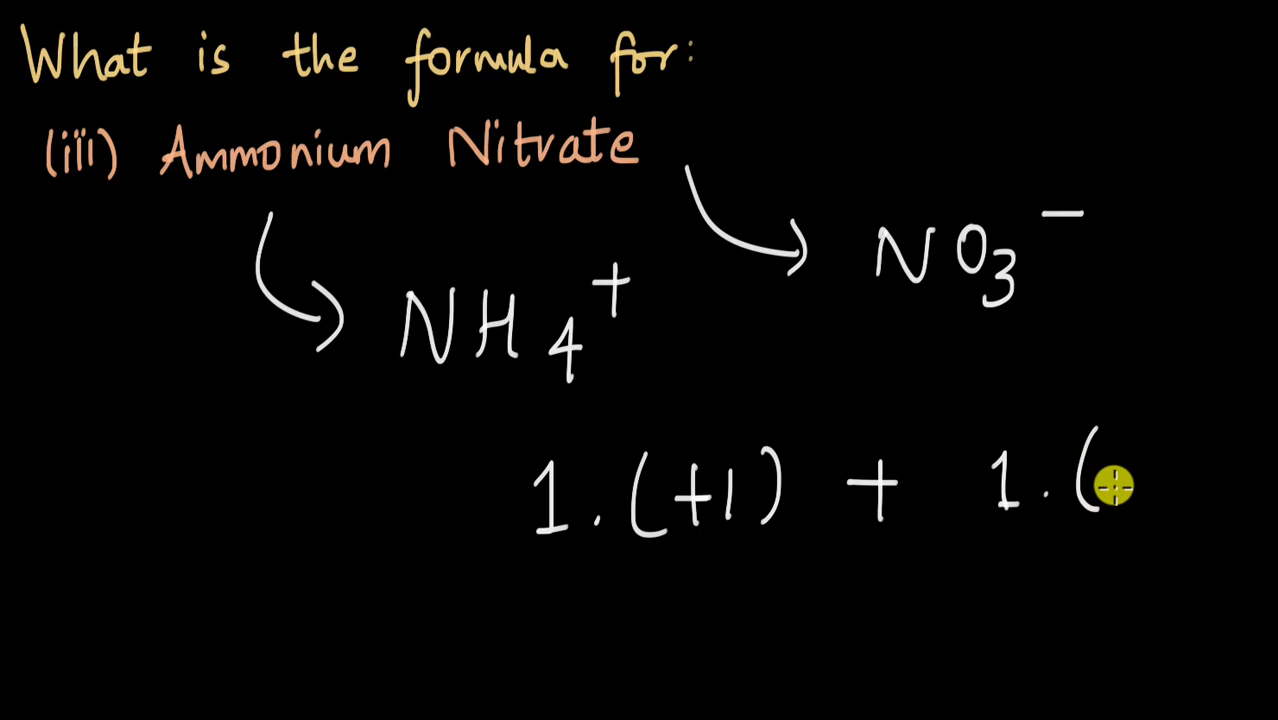 What is the formula for:
(iii) Ammonium Nitrate
NO₃⁻
NH₄⁺
1.(+1) + 1.(